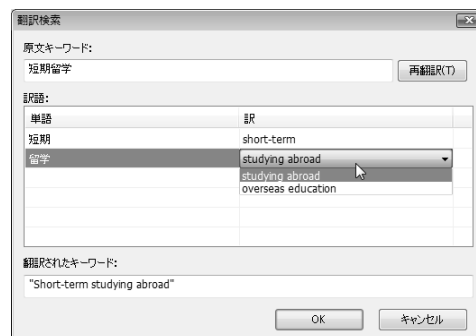 翻訳検索
原文キーワード:
短期留学
再翻訳(T)
訳語:
単語 訳
短期 short-term
留学 studying abroad
studying abroad
overseas education
翻訳されたキーワード:
"Short-term studying abroad"
OK キャンセル